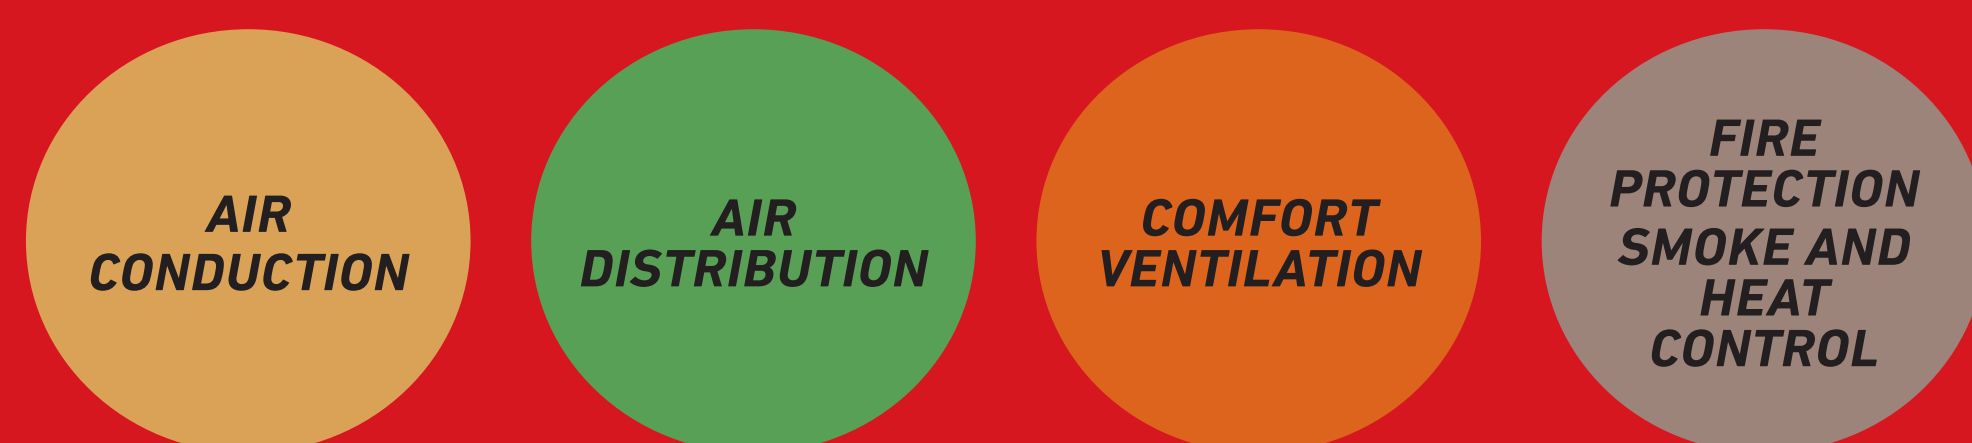 AIR
CONDUCTION
AIR
DISTRIBUTION
COMFORT
VENTILATION
FIRE
PROTECTION
SMOKE AND
HEAT
CONTROL